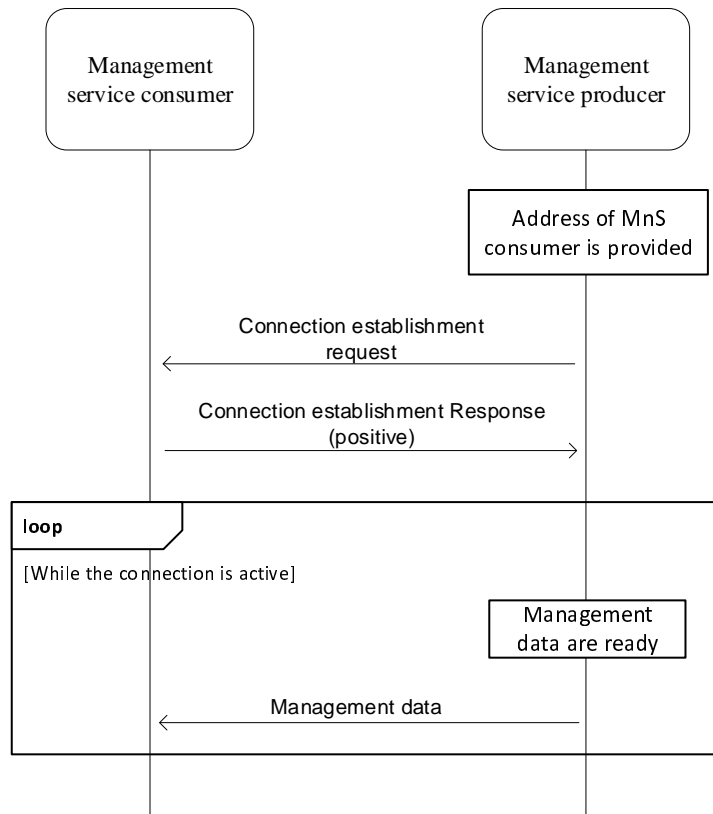 Management
service consumer
Management
service producer
Address of MnS
consumer is provided
Connection establishment
request
Connection establishment Response
(positive)
loop
[While the connection is active]
Management
data are ready
Management data